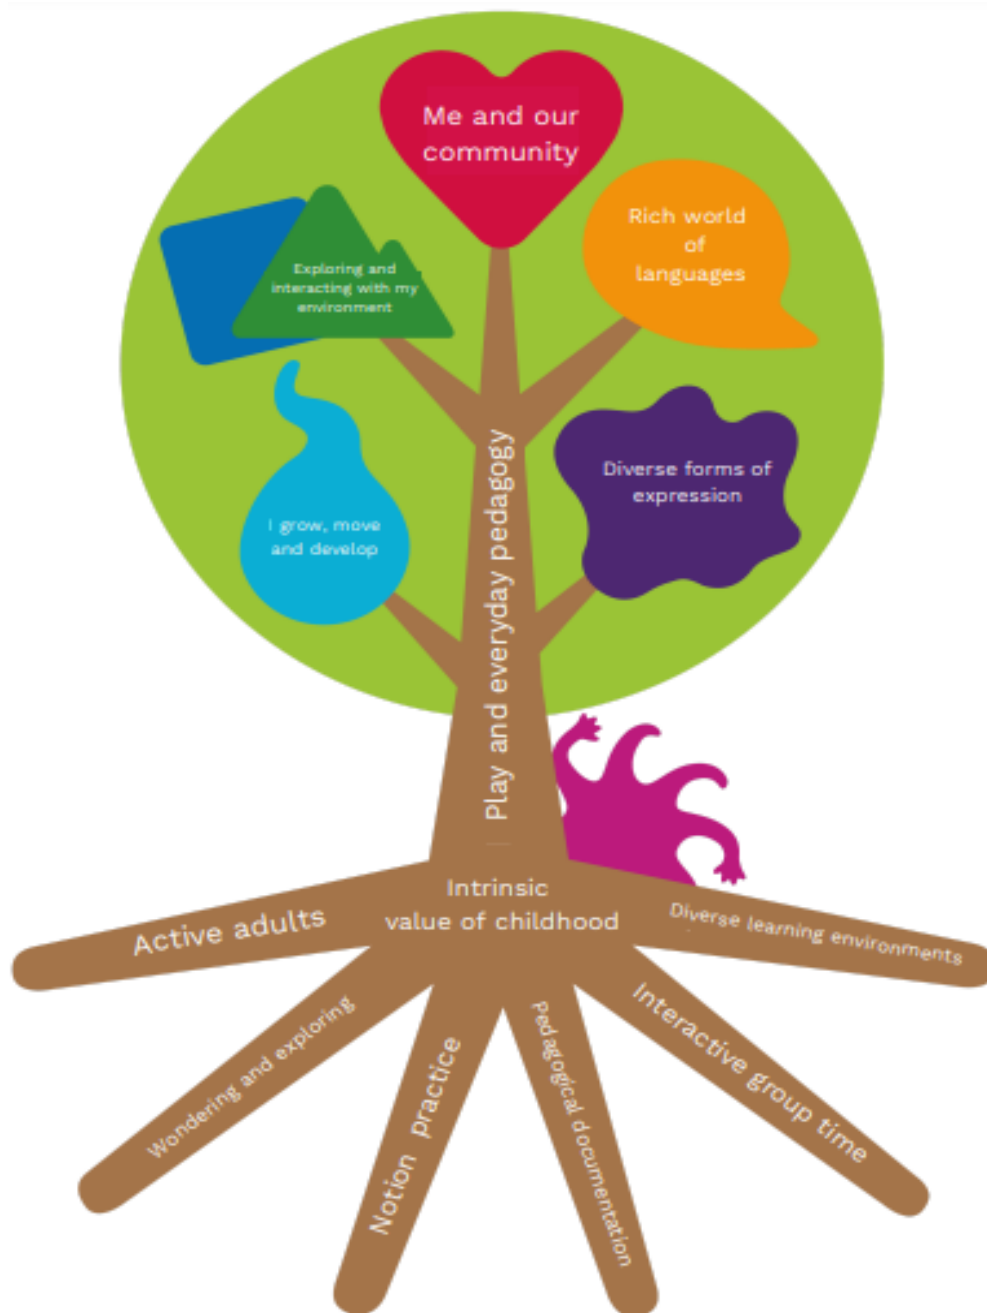 Me and our
community
Rich world
of
languages
Exploring and
interacting with my
environment
Diverse forms of
expression
I grow, move
and develop
Play and everyday pedagogy
Intrinsic
value of childhood
Active adults
Wondering and exploring
Notion practice
Pedagogical documentation
Interactive group time
Diverse learning environments